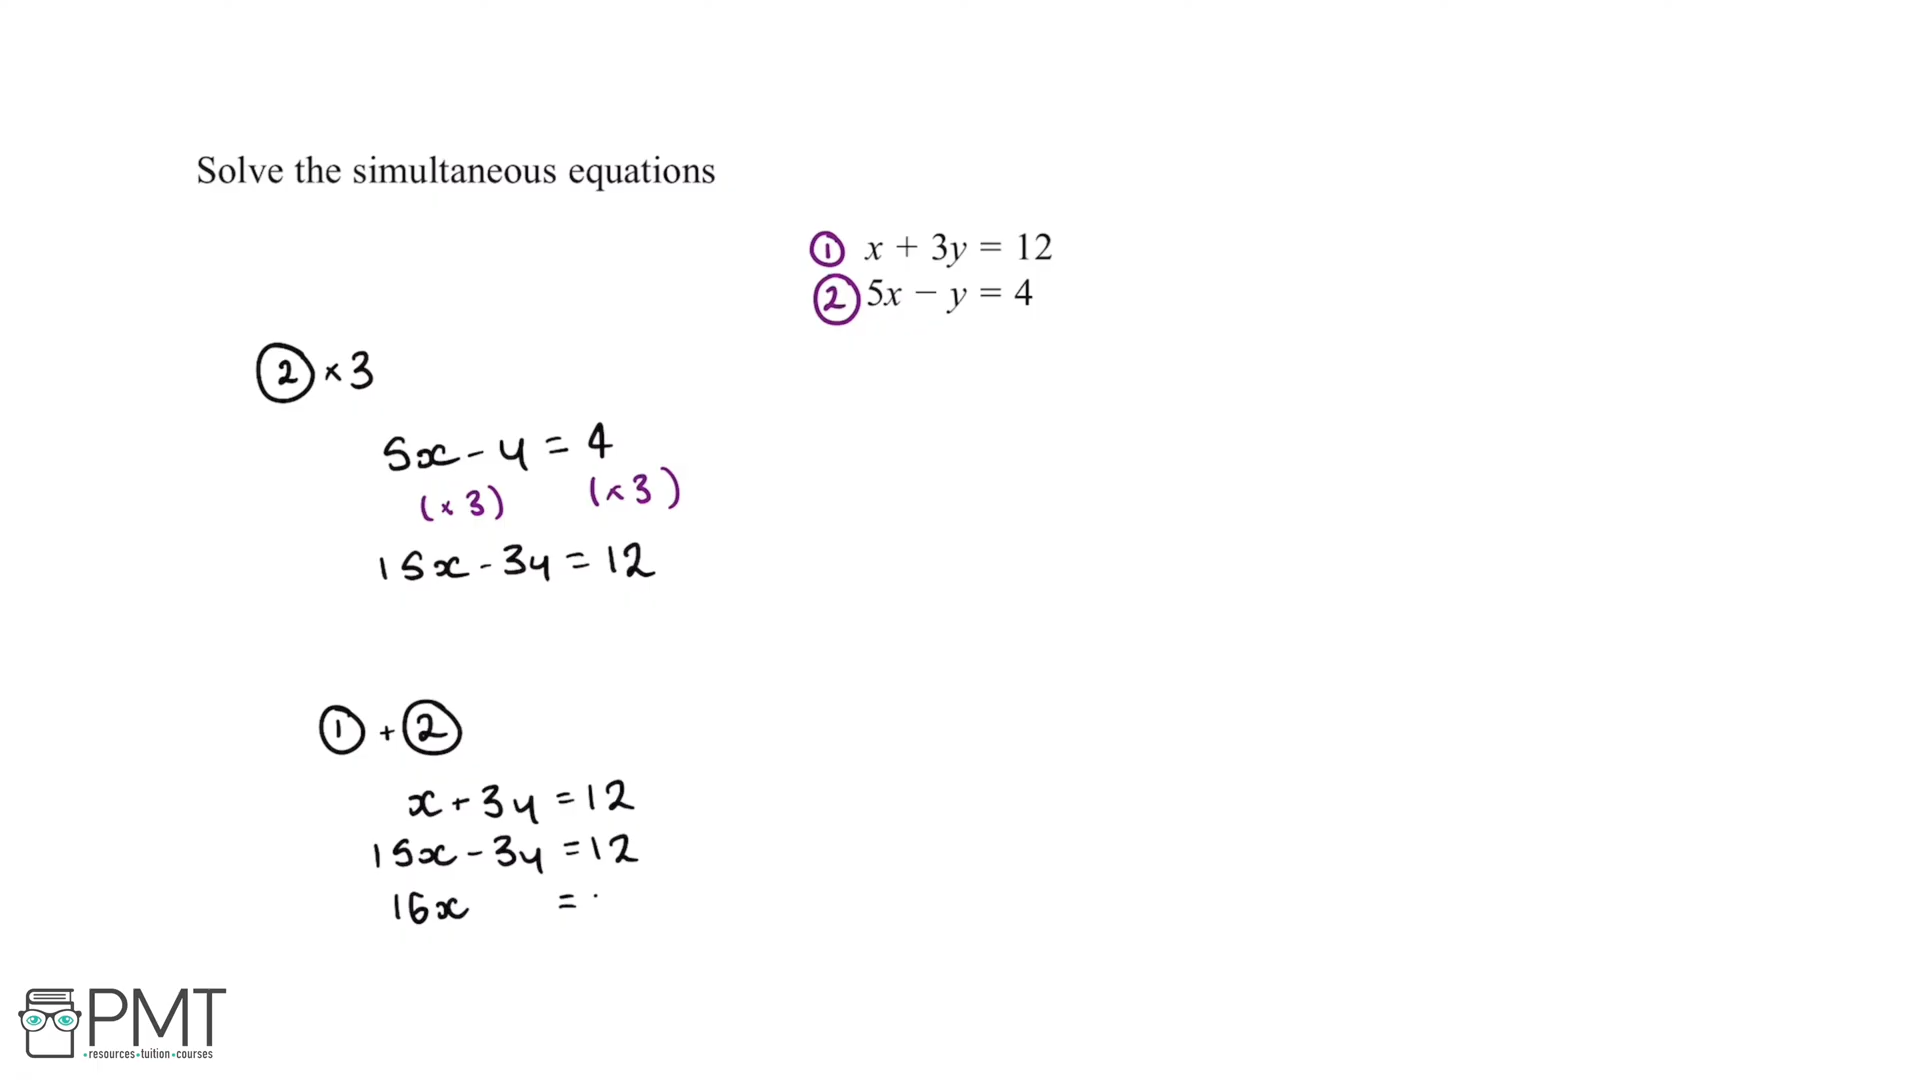 Solve the simultaneous equations
① x + 3y = 12
② 5x − y = 4
② × 3
5x - y = 4
(× 3) (× 3)
15x - 3y = 12
① + ②
x + 3y = 12
15x - 3y = 12
16x =
PMT
•resources•tuition•courses